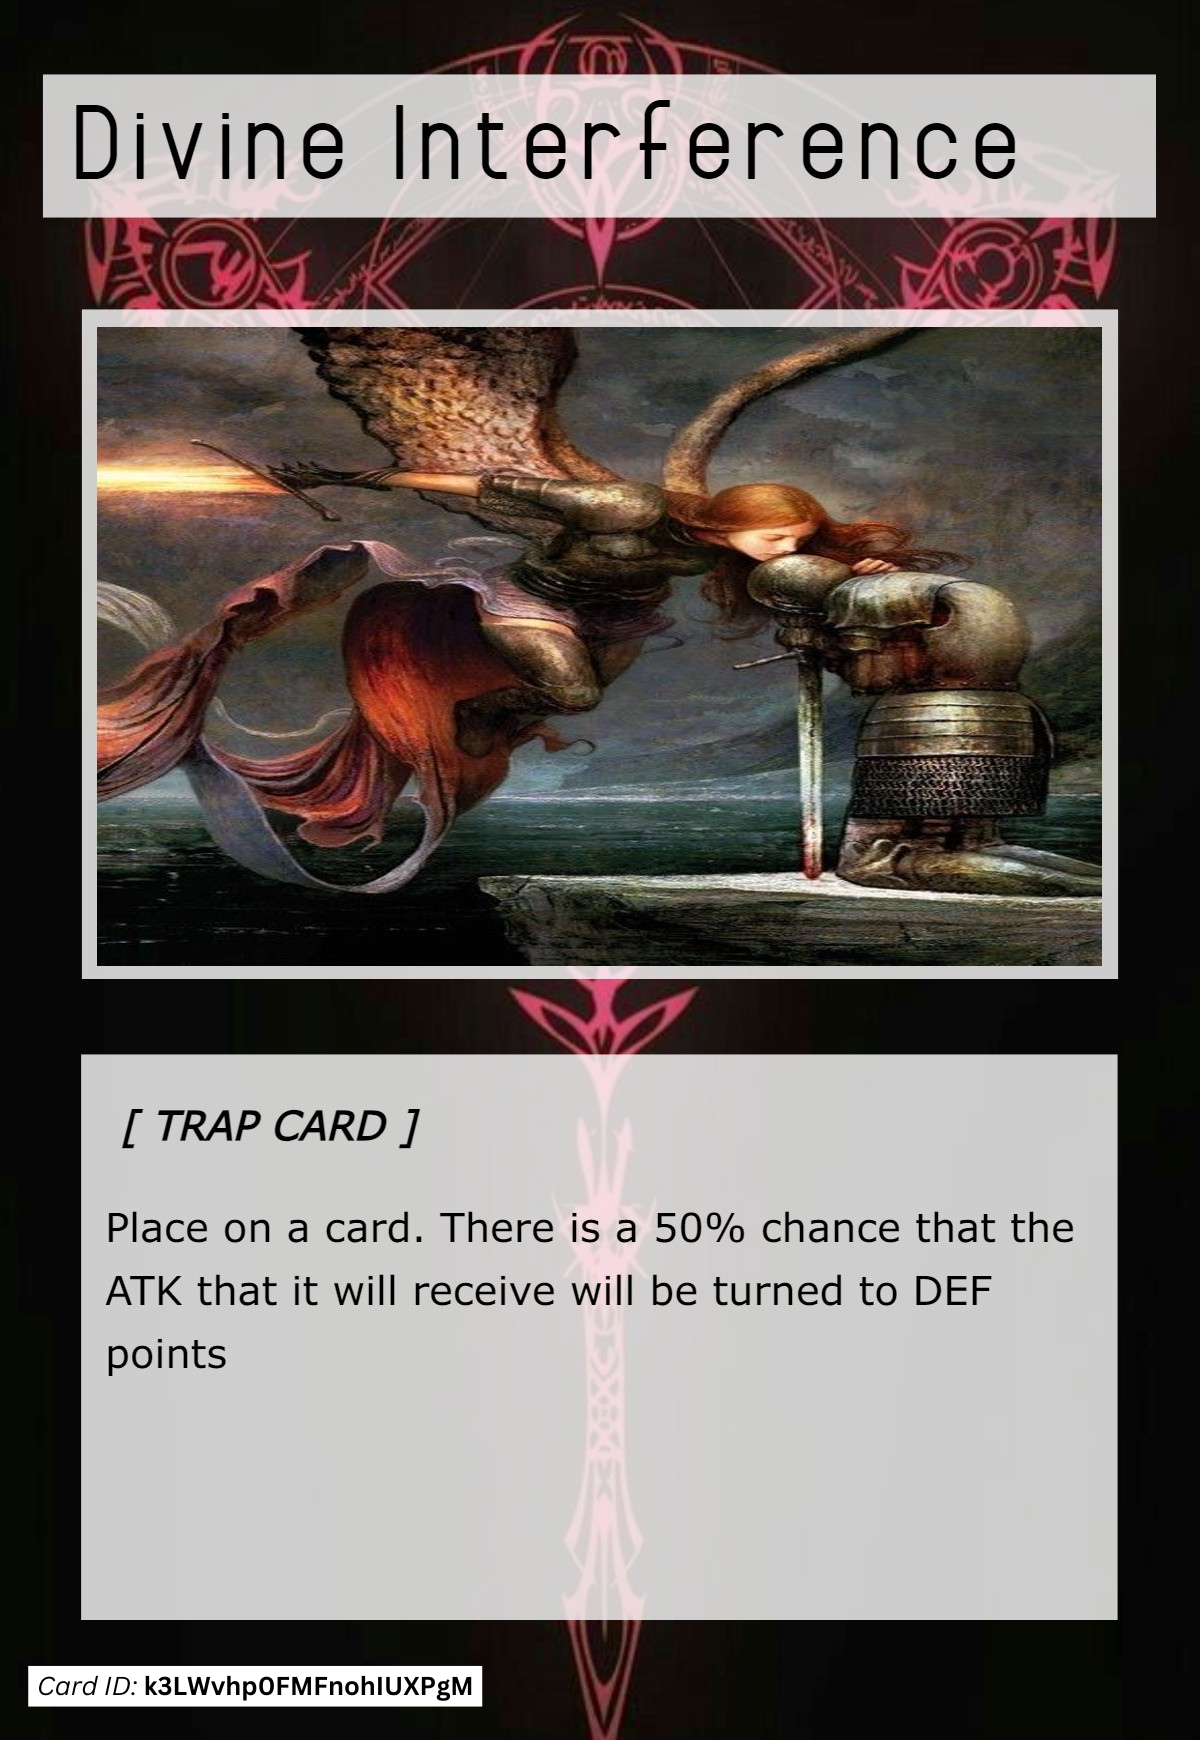 Divine Interference
[ TRAP CARD ]
Place on a card. There is a 50% chance that the
ATK that it will receive will be turned to DEF
points
Card ID: k3LWvhp0FMFnohIUXPgM